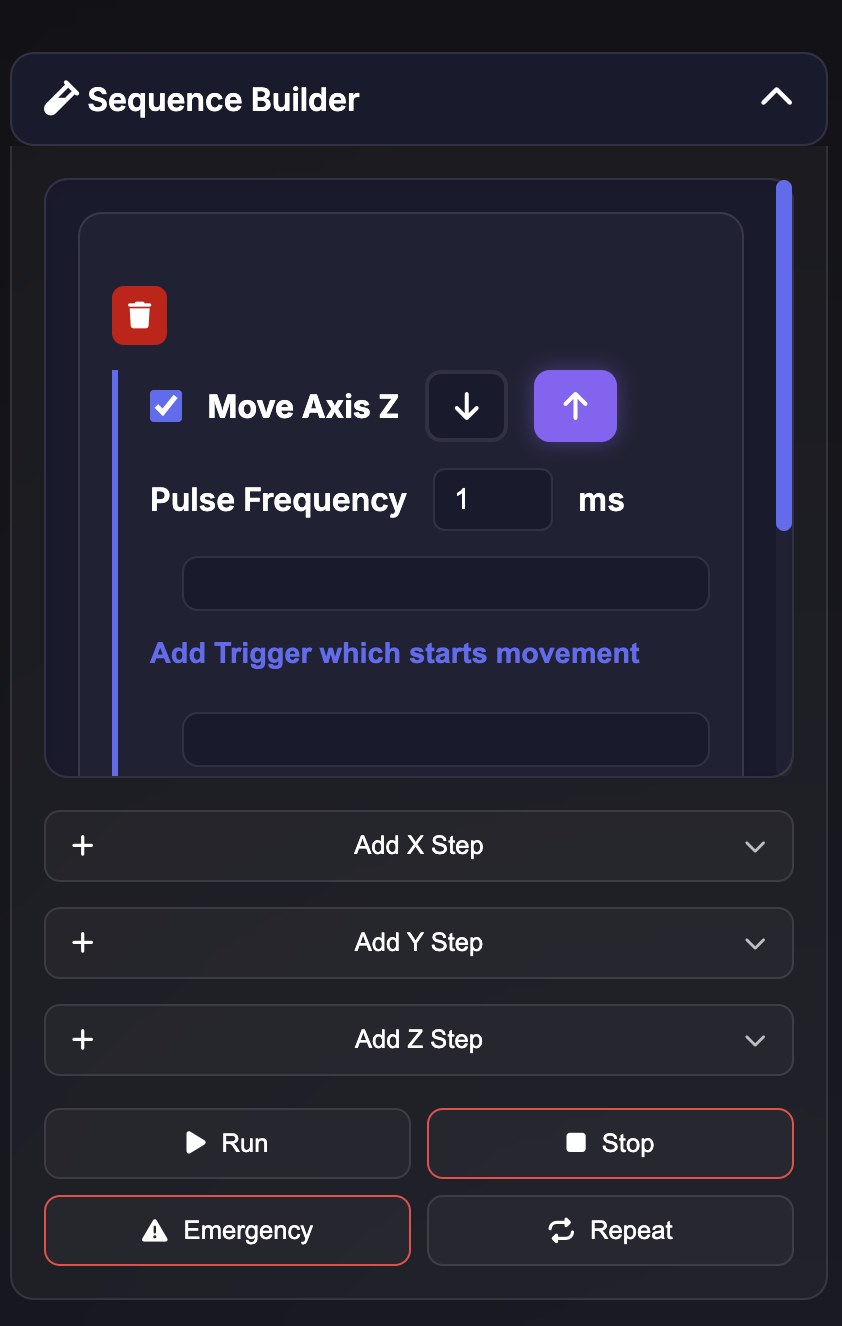 Sequence Builder
Move Axis Z
Pulse Frequency 1 ms
Add Trigger which starts movement
Add X Step
Add Y Step
Add Z Step
Run
Stop
Emergency
Repeat